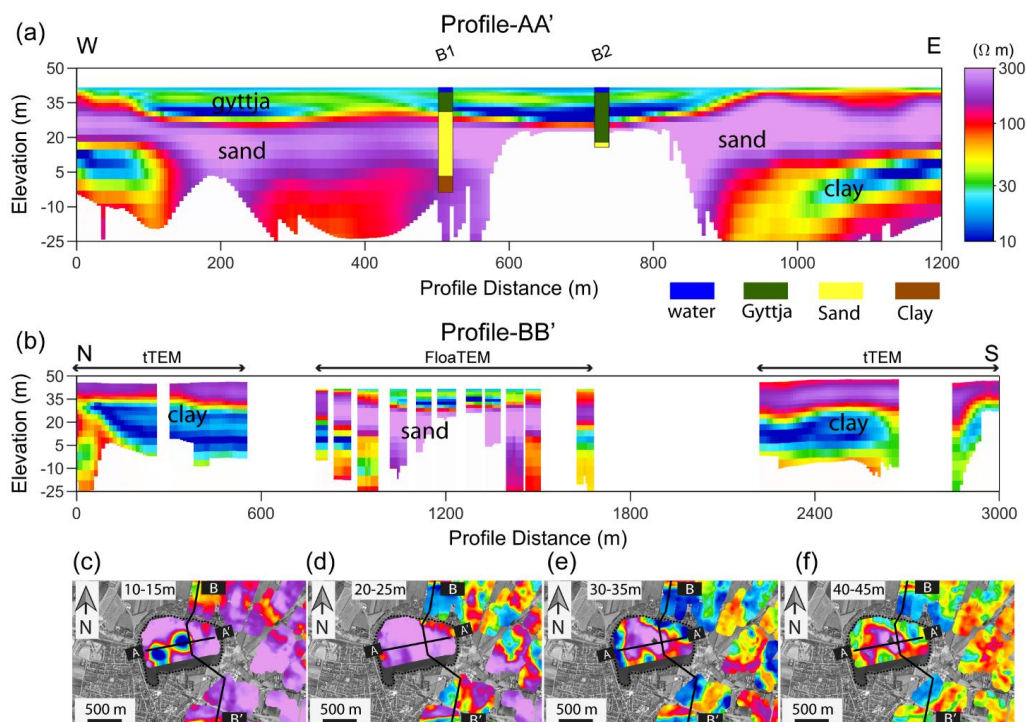 Profile-AA'
(a)
W
B1
B2
E
(Ω m)
50
35
20
5
-10
-25
Elevation (m)
gyttja
sand
sand
clay
300
100
30
10
0
200
400
600
800
1000
1200
Profile Distance (m)
water
Gyttja
Sand
Clay
Profile-BB'
(b)
N
S
tTEM
FloaTEM
tTEM
50
35
20
5
-10
-25
Elevation (m)
clay
sand
clay
0
600
1200
1800
2400
3000
Profile Distance (m)
(c)
(d)
(e)
(f)
N
10-15m
B
A
A'
B'
500 m
N
20-25m
B
A
A'
B'
500 m
N
30-35m
B
A
A'
B'
500 m
N
40-45m
B
A
A'
B'
500 m